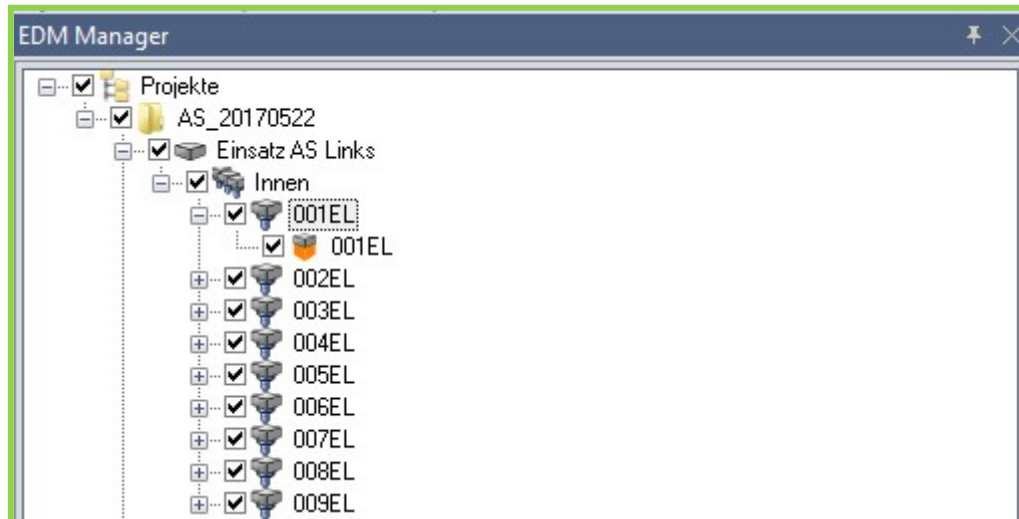 EDM Manager
Projekte
AS_20170522
Einsatz AS Links
Innen
001EL
001EL
002EL
003EL
004EL
005EL
006EL
007EL
008EL
009EL